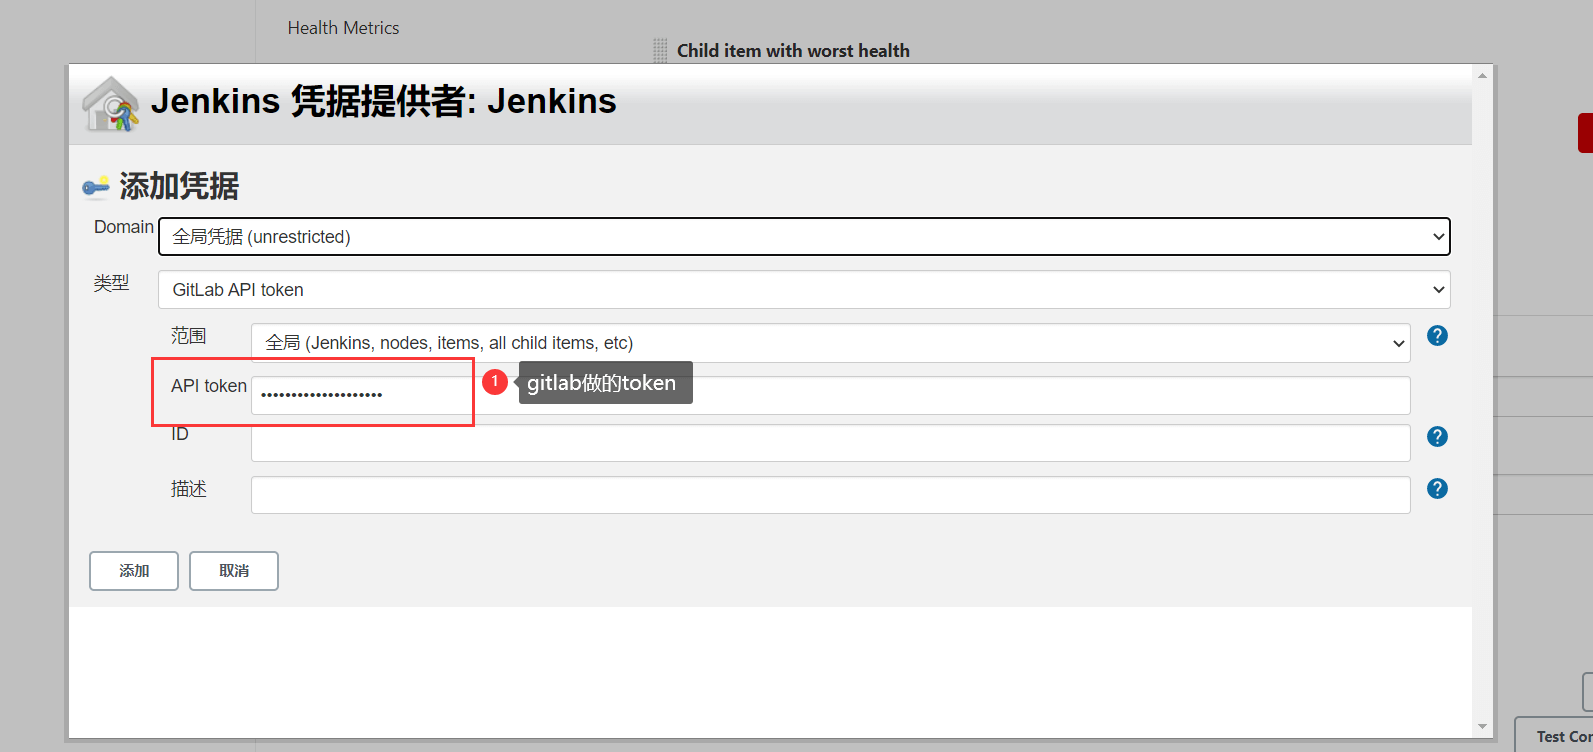 Health Metrics
Child item with worst health
Jenkins 凭据提供者: Jenkins
添加凭据
Domain
全局凭据 (unrestricted)
类型
GitLab API token
范围
全局 (Jenkins, nodes, items, all child items, etc)
?
API token
••••••••••••••••••••
1
gitlab做的token
ID
?
描述
?
添加
取消
Test Con